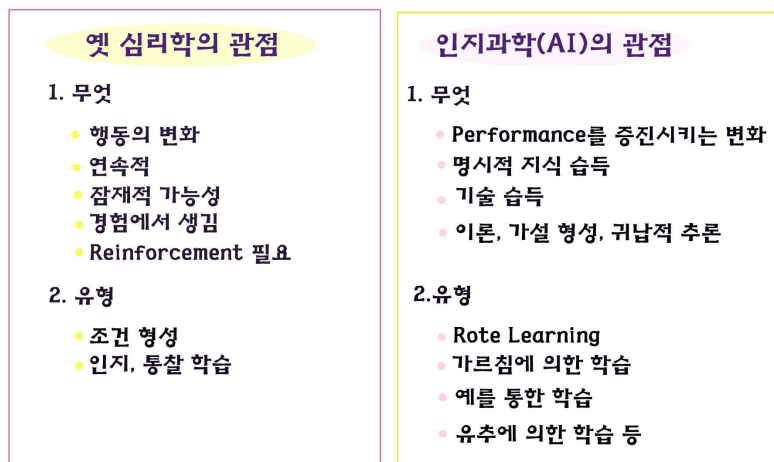 옛 심리학의 관점
1. 무엇
행동의 변화
연속적
잠재적 가능성
경험에서 생김
Reinforcement 필요
2. 유형
조건 형성
인지, 통찰 학습
인지과학(AI)의 관점
1. 무엇
Performance를 증진시키는 변화
명시적 지식 습득
기술 습득
이론, 가설 형성, 귀납적 추론
2.유형
Rote Learning
가르침에 의한 학습
예를 통한 학습
유추에 의한 학습 등